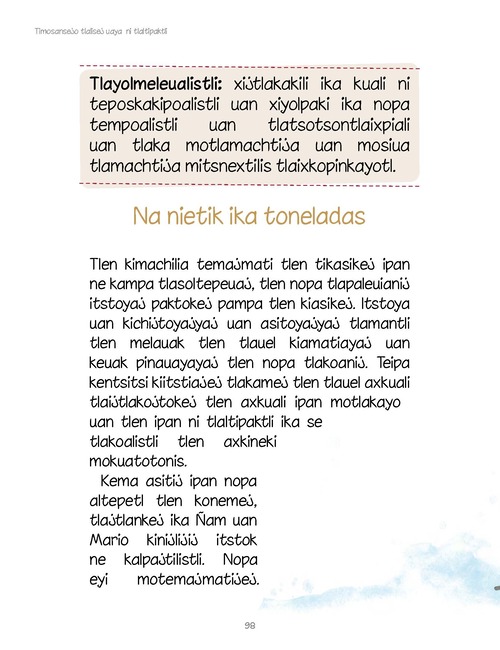 Timosansejo tlalisej uaya ni tlaltipaktli
Tlayolmeleualistli: xijtlakakili ika kuali ni
teposkakipoalistli uan xiyolpaki ika nopa
tempoalistli uan tlatsotsontlaixpiali
uan tlaka motlamachtija uan mosiua
tlamachtija mitsnextilis tlaixkopinkayotl.
Na nietik ika toneladas
Tlen kimachilia temajmati tlen tikasikej ipan
ne kampa tlasoltepeuaj, tlen nopa tlapaleuianij
itstoyaj paktokej pampa tlen kiasikej. Itstoya
uan kichijtoyajyaj uan asitoyajyaj tlamantli
tlen melauak tlen tlauel kiamatiayaj uan
keuak pinauayayaj tlen nopa tlakoanij. Teipa
kentsitsi kiitstiajej tlakamej tlen tlauel axkuali
tlaijtlakojtokej tlen axkuali ipan motlakayo
uan tlen ipan ni tlaltipaktli ika se
tlakoalistli tlen axkineki
mokuatotonis.
Kema asitij ipan nopa
altepetl tlen konemej,
tlajtlankej ika Ñam uan
Mario kinijlijij itstok
ne kalpajtilistli. Nopa
eyi motemajmatijej.
98